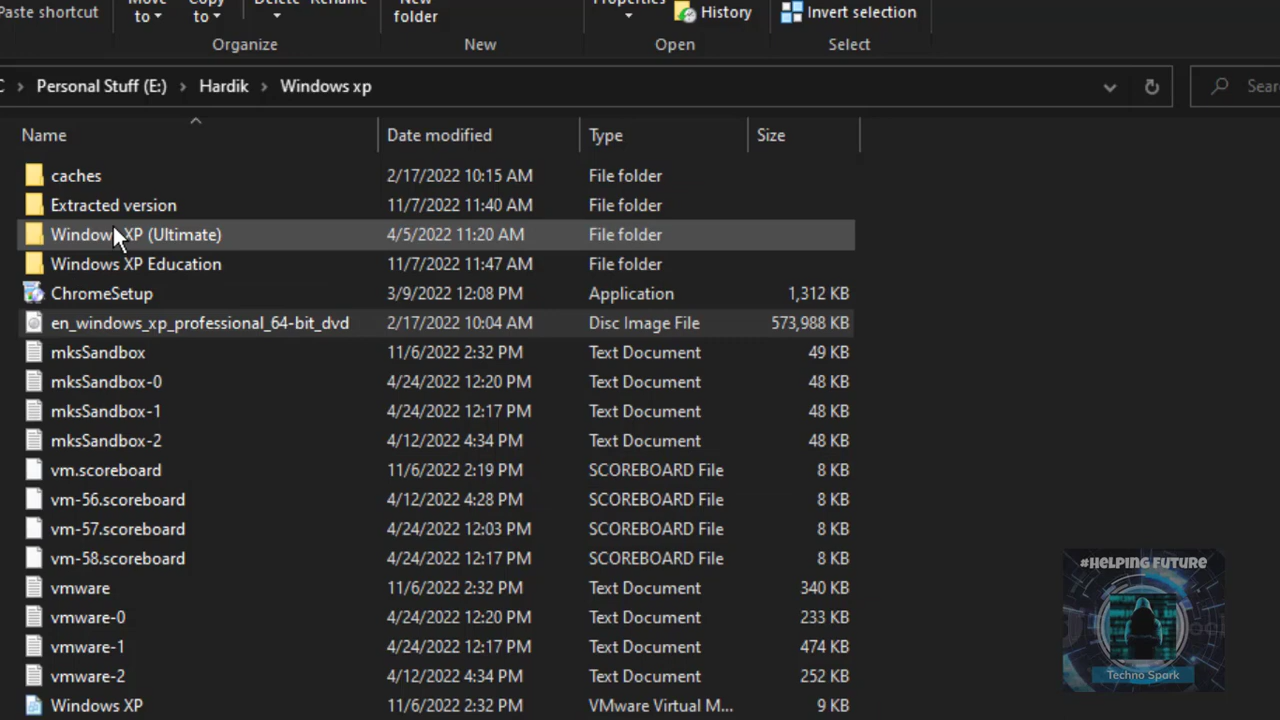 Paste shortcut Move to Copy to Delete Rename New folder Properties History Invert selection
Organize New Open Select
Personal Stuff (E:) > Hardik > Windows xp
Name Date modified Type Size
caches 2/17/2022 10:15 AM File folder
Extracted version 11/7/2022 11:40 AM File folder
Windows XP (Ultimate) 4/5/2022 11:20 AM File folder
Windows XP Education 11/7/2022 11:47 AM File folder
ChromeSetup 3/9/2022 12:08 PM Application 1,312 KB
en_windows_xp_professional_64-bit_dvd 2/17/2022 10:04 AM Disc Image File 573,988 KB
mksSandbox 11/6/2022 2:32 PM Text Document 49 KB
mksSandbox-0 4/24/2022 12:20 PM Text Document 48 KB
mksSandbox-1 4/24/2022 12:17 PM Text Document 48 KB
mksSandbox-2 4/12/2022 4:34 PM Text Document 48 KB
vm.scoreboard 11/6/2022 2:19 PM SCOREBOARD File 8 KB
vm-56.scoreboard 4/12/2022 4:28 PM SCOREBOARD File 8 KB
vm-57.scoreboard 4/24/2022 12:03 PM SCOREBOARD File 8 KB
vm-58.scoreboard 4/24/2022 12:17 PM SCOREBOARD File 8 KB
vmware 11/6/2022 2:32 PM Text Document 340 KB
vmware-0 4/24/2022 12:20 PM Text Document 233 KB
vmware-1 4/24/2022 12:17 PM Text Document 474 KB
vmware-2 4/12/2022 4:34 PM Text Document 252 KB
Windows XP 11/6/2022 2:32 PM VMware Virtual M... 9 KB
#HELPING FUTURE
Techno Spark